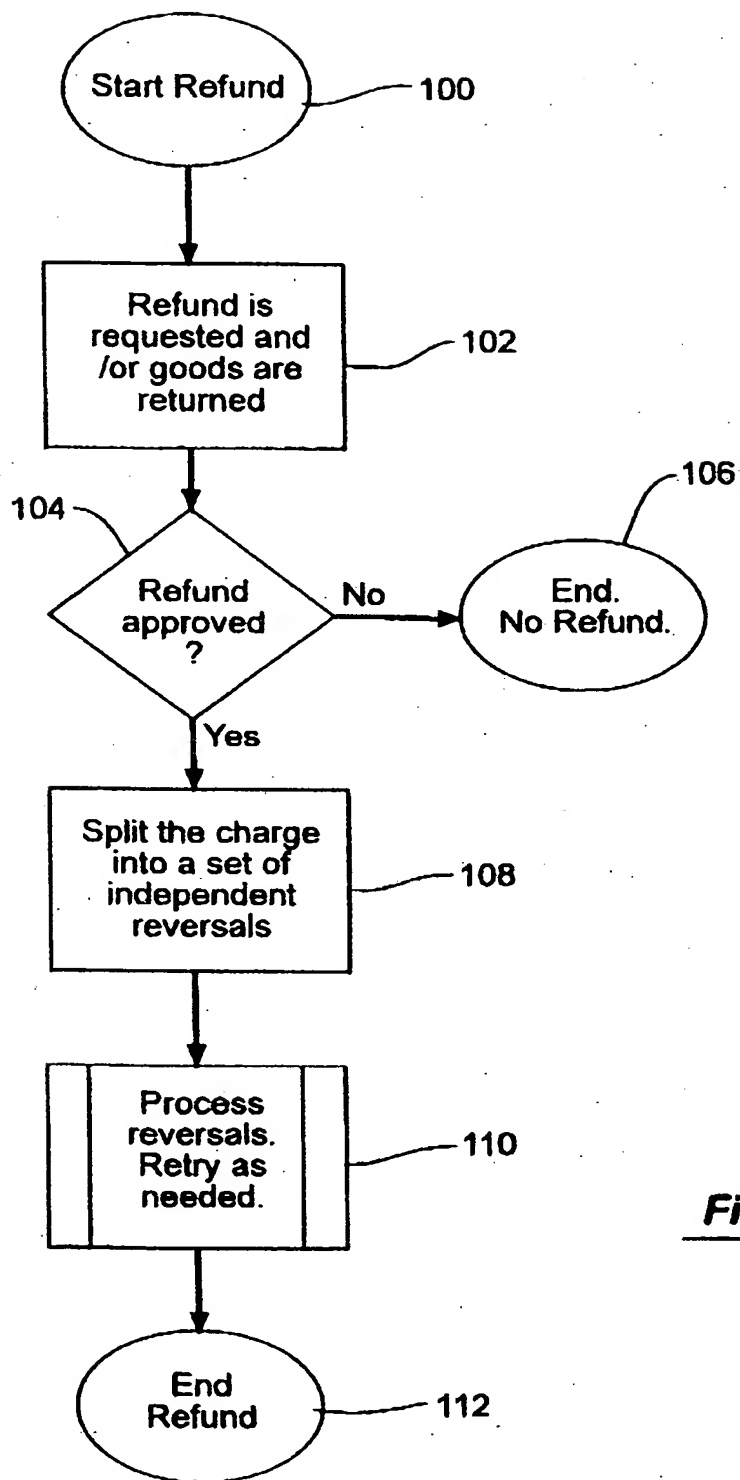 Start Refund
100
Refund is
requested and
/or goods are
returned
102
104
106
Refund
approved
?
No
End.
No Refund.
Yes
Split the charge
into a set of
independent
reversals
108
Process
reversals.
Retry as
needed.
110
End
Refund
112